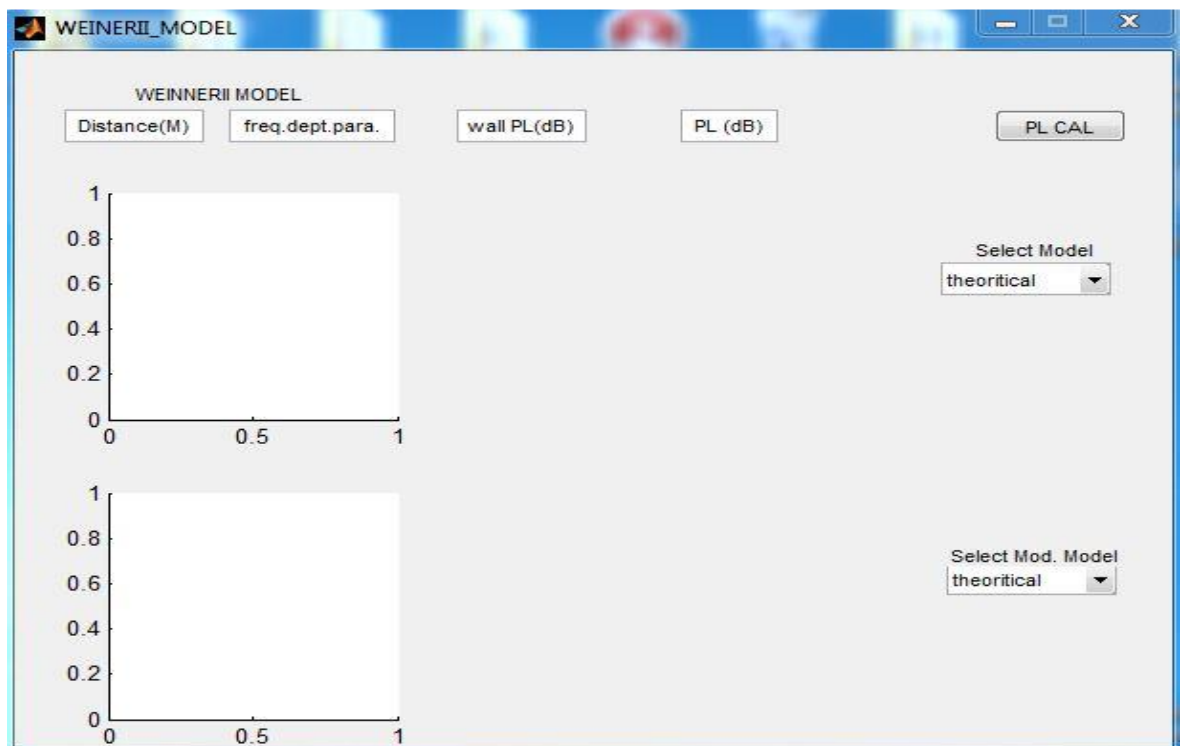 WEINERII_MODEL
WEINNERII MODEL
Distance(M)
freq.dept.para.
wall PL(dB)
PL (dB)
PL CAL
1
0.8
0.6
0.4
0.2
0
0
0.5
1
Select Model
theoritical
1
0.8
0.6
0.4
0.2
0
0
0.5
1
Select Mod. Model
theoritical